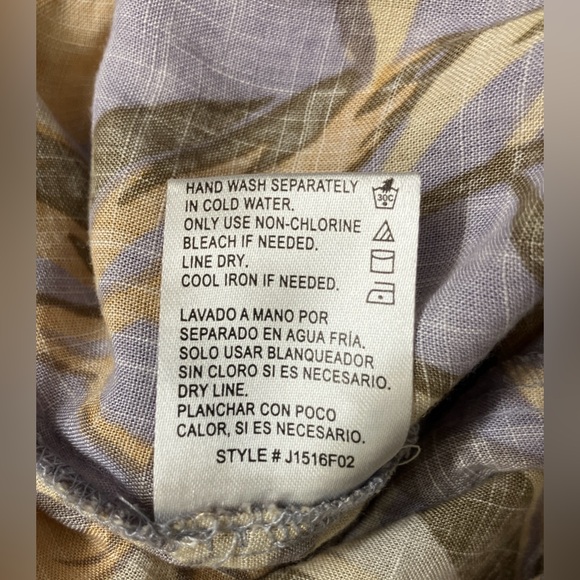 HAND WASH SEPARATELY
IN COLD WATER.
30C
ONLY USE NON-CHLORINE
BLEACH IF NEEDED.
LINE DRY.
COOL IRON IF NEEDED.
LAVADO A MANO POR
SEPARADO EN AGUA FRÍA.
SOLO USAR BLANQUEADOR
SIN CLORO SI ES NECESARIO.
DRY LINE.
PLANCHAR CON POCO
CALOR, SI ES NECESARIO.
STYLE # J1516F02